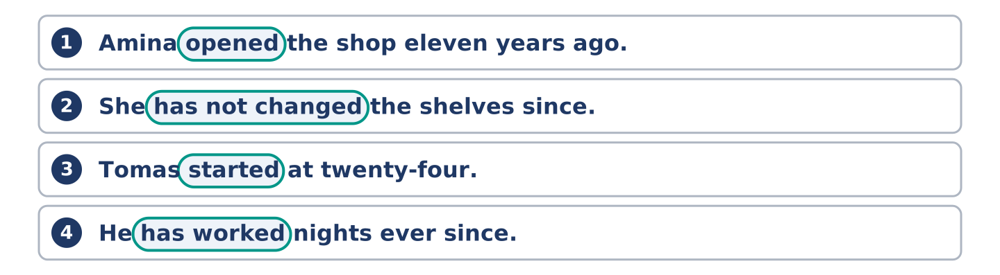 1 Amina opened the shop eleven years ago.
2 She has not changed the shelves since.
3 Tomas started at twenty-four.
4 He has worked nights ever since.